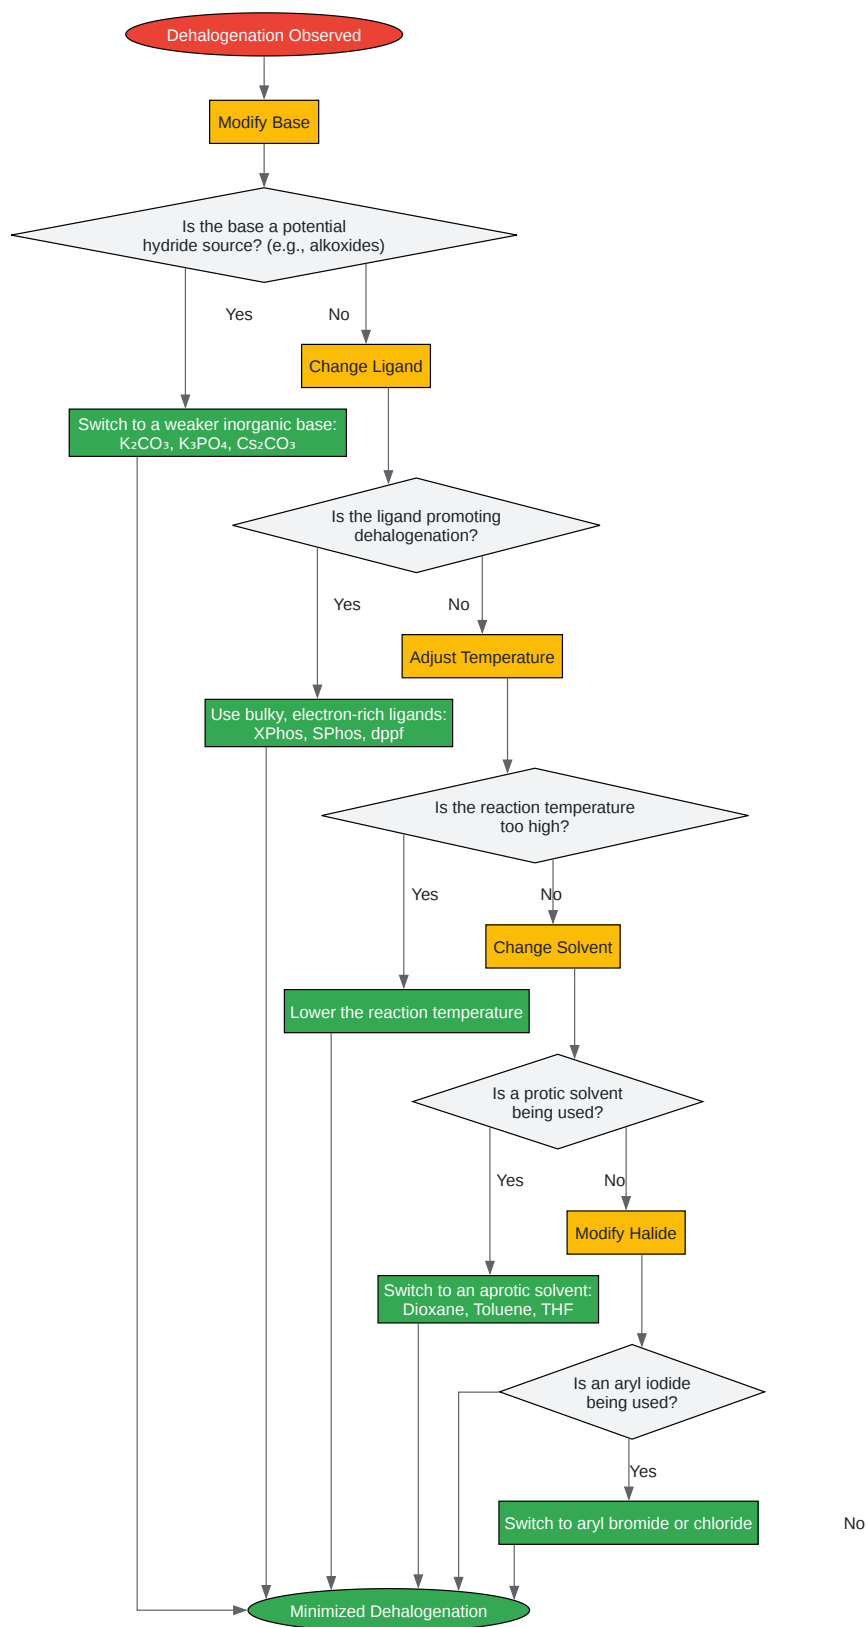 Dehalogenation Observed
Modify Base
Is the base a potential
hydride source? (e.g., alkoxides)
Yes
No
Change Ligand
Switch to a weaker inorganic base:
K₂CO₃, K₃PO₄, Cs₂CO₃
Is the ligand promoting
dehalogenation?
Yes
No
Adjust Temperature
Use bulky, electron-rich ligands:
XPhos, SPhos, dppf
Is the reaction temperature
too high?
Yes
No
Change Solvent
Lower the reaction temperature
Is a protic solvent
being used?
Yes
No
Modify Halide
Switch to an aprotic solvent:
Dioxane, Toluene, THF
Is an aryl iodide
being used?
Yes
Switch to aryl bromide or chloride
No
Minimized Dehalogenation